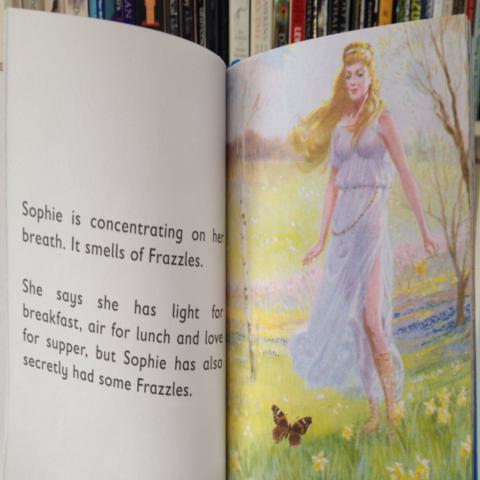 Sophie is concentrating on her
breath. It smells of Frazzles.
She says she has light for
breakfast, air for lunch and love
for supper, but Sophie has also
secretly had some Frazzles.